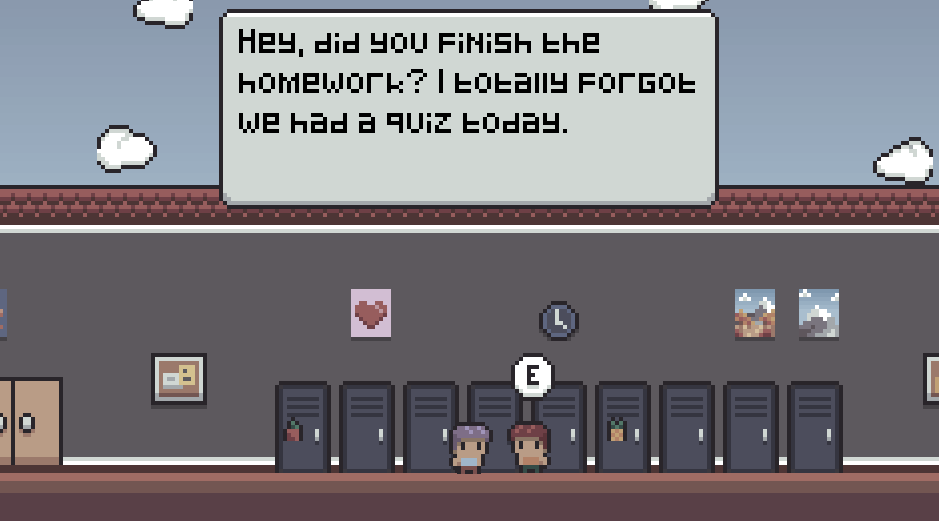 Hey, did you finish the
homework? I totally forgot
we had a quiz today.
E